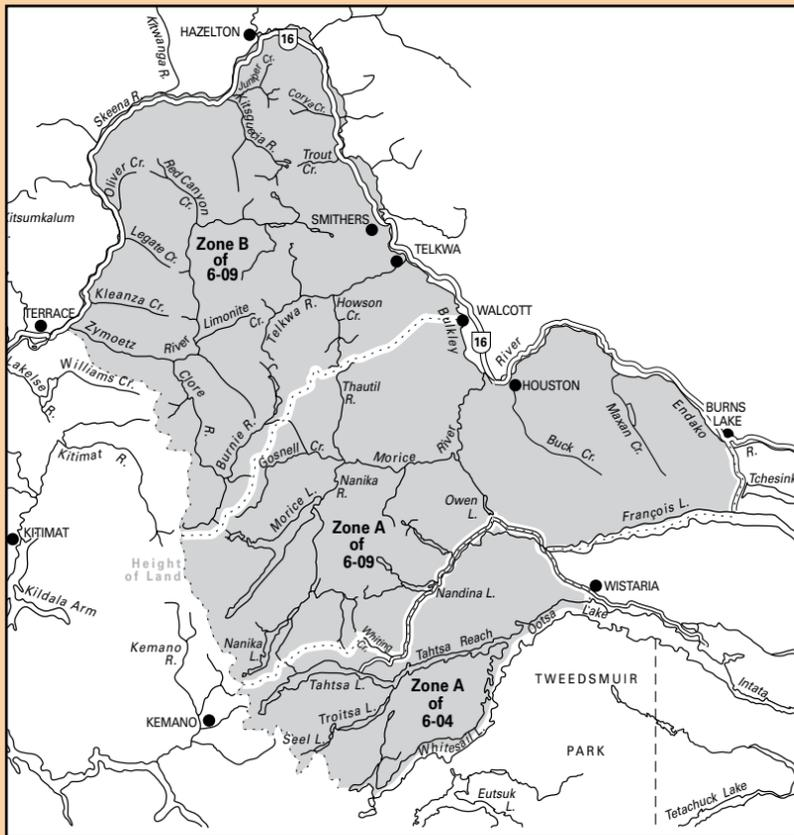 HAZELTON
16
Kitwanga R.
Juniper Cr.
Skeena R.
Kitseguecla R.
Corya Cr.
Trout
Cr.
Oliver Cr.
Red Canyon
Cr.
itsumkalum
SMITHERS
Legate Cr.
Zone B
of
6-09
TELKWA
Kleanza Cr.
Limonite
Cr.
Telkwa R.
Howson
Cr.
Bulkley
River
WALCOTT
16
TERRACE
Zymoetz
River
Lakelse R.
Williams Cr.
Clore
R.
Burnie R.
Thautil
R.
HOUSTON
BURNS
LAKE
Endako
R.
Maxan Cr.
Buck Cr.
Tchesink
Kitimat R.
Gosnell Cr.
Morice
River
Nanika
R.
Morice L.
Owen
L.
François L.
Zone A
of
6-09
KITIMAT
Height
of Land
Kildala Arm
Nandina L.
WISTARIA
Kemano
R.
Nanika
L.
Whiting
Cr.
Tahtsa Reach
Ootsa
Lake
Tahtsa L.
Zone A
of
6-04
TWEEDSMUIR
Intata
KEMANO
Troitsa L.
Seel L.
Whitesail L.
PARK
Eutsuk
L.
Tetachuck Lake